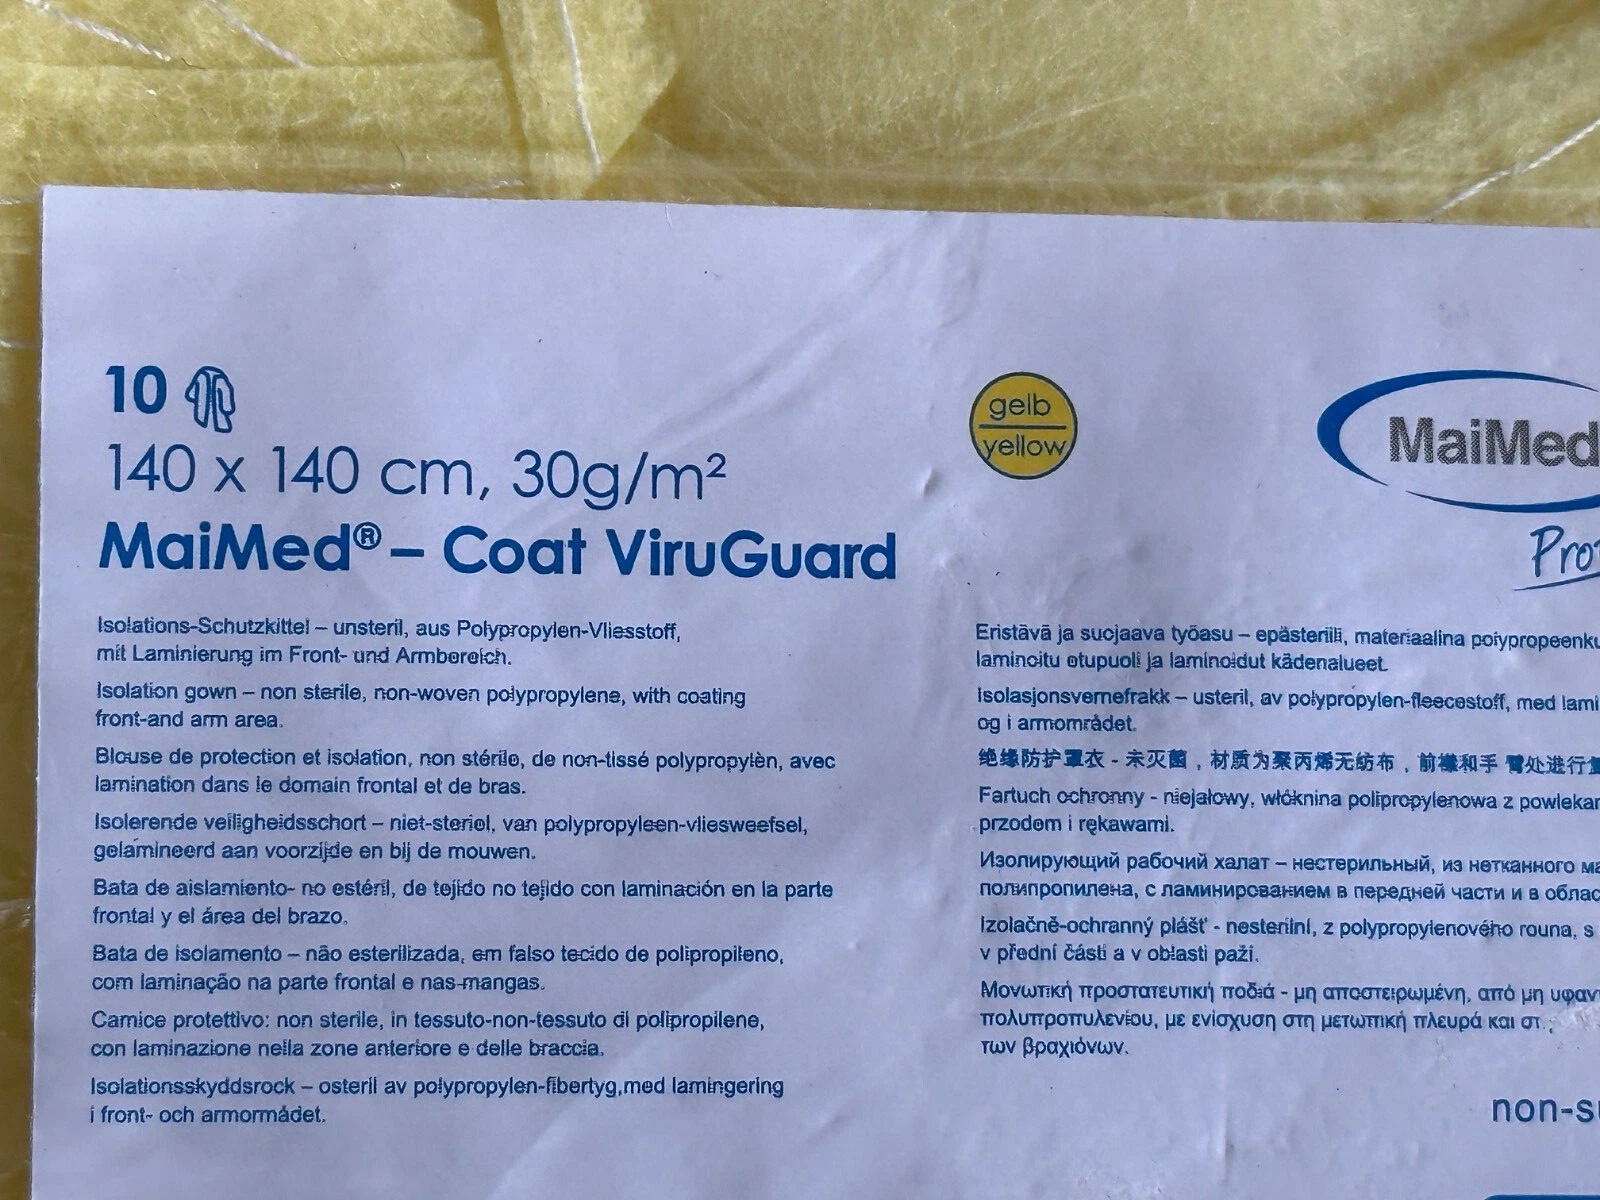 10
140 x 140 cm, 30g/m²
MaiMed® – Coat ViruGuard
Isolations-Schutzkittel – unsteril, aus Polypropylen-Vliesstoff,
mit Laminierung im Front- und Armbereich.
Isolation gown – non sterile, non-woven polypropylene, with coating
front-and arm area.
Blouse de protection et isolation, non stérile, de non-tissé polypropylèn, avec
lamination dans le domain frontal et de bras.
Isolerende veiligheidsschort – niet-steriel, van polypropyleen-vliesweefsel,
gelamineerd aan voorzijde en bij de mouwen.
Bata de aislamiento- no estéril, de tejido no tejido con laminación en la parte
frontal y el área del brazo.
Bata de isolamento – não esterilizada, em falso tecido de polipropileno,
com laminação na parte frontal e nas-mangas.
Camice protettivo: non sterile, in tessuto-non-tessuto di polipropilene,
con laminazione nella zone anteriore e delle braccia.
Isolationsskyddsrock – osteril av polypropylen-fibertyg,med lamingering
i front- och armormådet.
gelb
yellow
MaiMed
Eristävä ja suojaava työasu – epästeriili, materiaalina
laminoitu etupuoli ja laminoidut kädenalueet.
Isolasjonsvernefrakk – usteril, av polypropylen-fleecestoff, med
og i armområdet.
绝缘防护罩衣 - 未灭菌，材质为聚丙烯无纺布，前襟和手 臂处进行
Fartuch ochronny - niejałowy, włóknina polipropylenowa z
przodem i rękawami.
Изолирующий рабочий халат – нестерильный, из нетканного
полипропилена, с ламинированием в передней части и в
Izolačně-ochranný plášť - nesterilní, z polypropylenového rouna, s
v přední části a v oblasti paží.
Μονωτική προστατευτική ποδιά - μη αποστειρωμένη, από μη
πολυπροπυλενίου, με ενίσχυση στη μετωπική πλευρά και
των βραχιόνων.